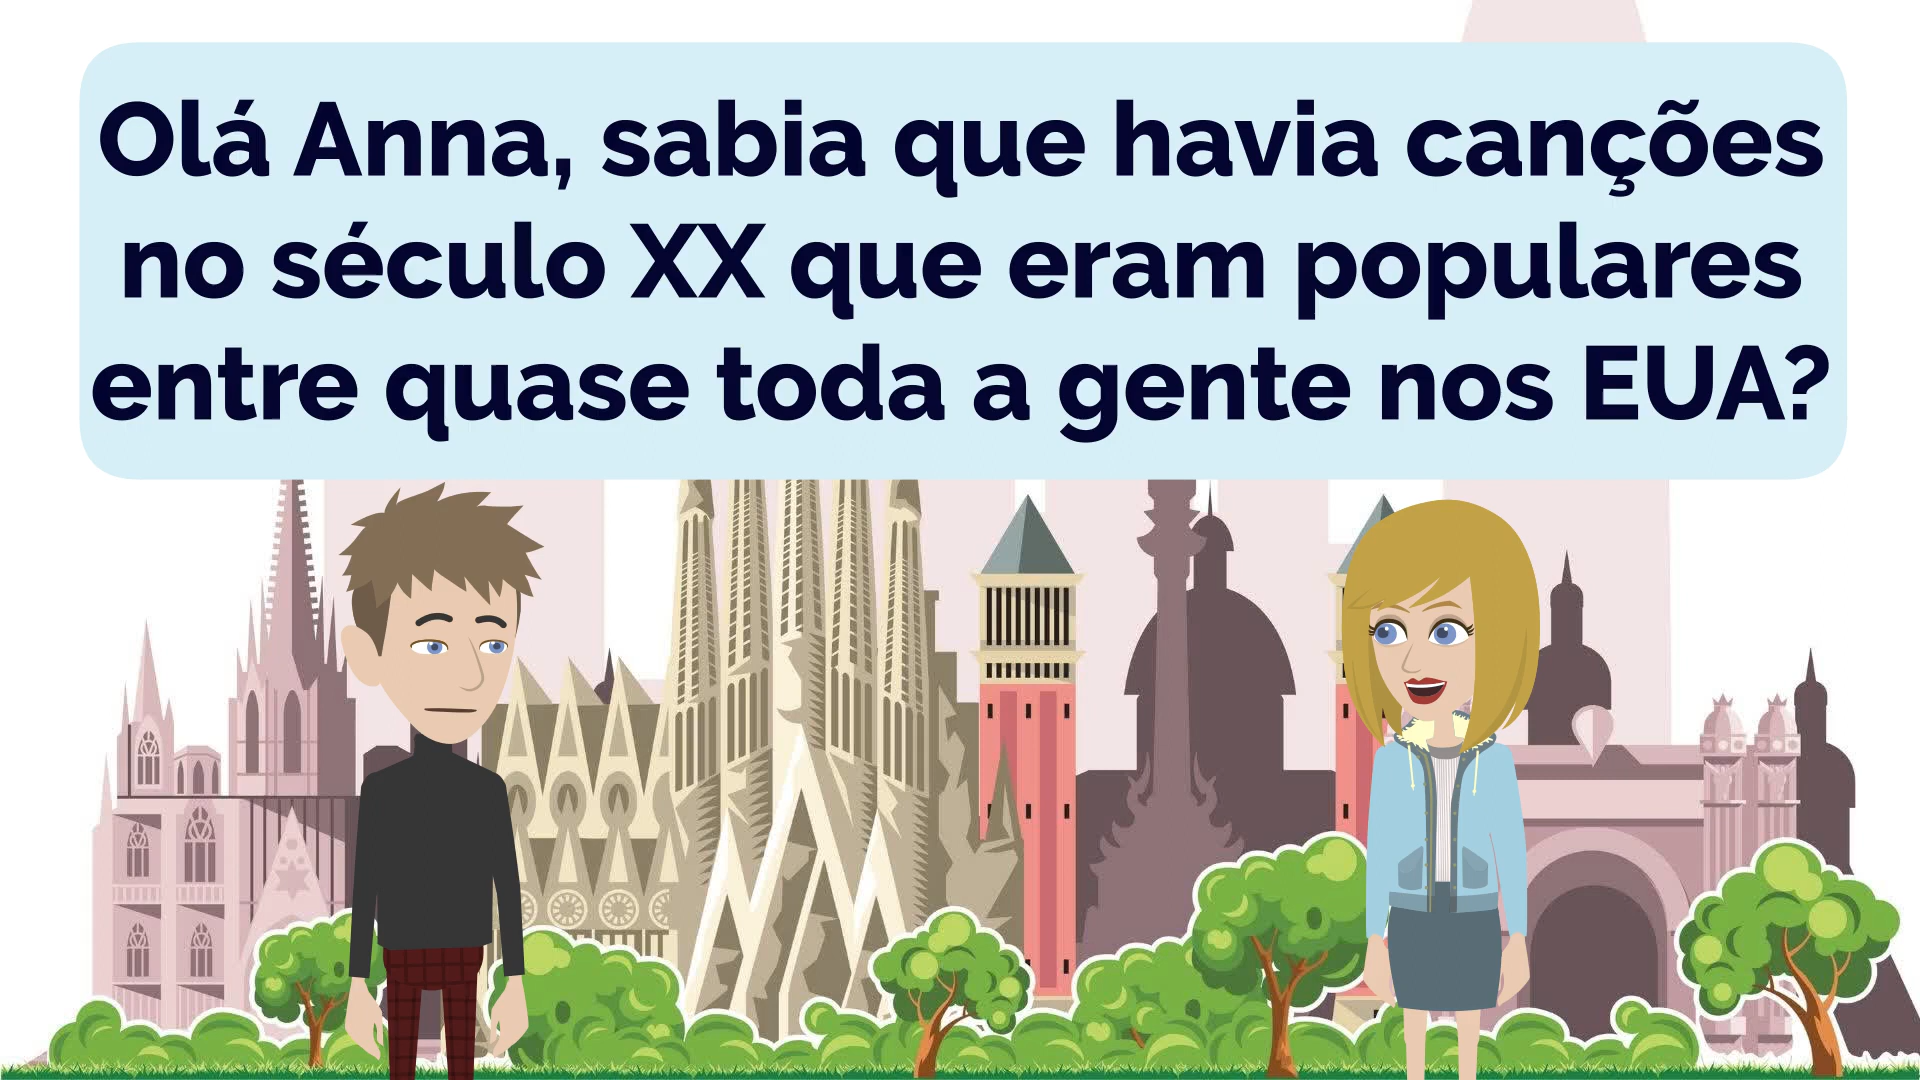 Olá Anna, sabia que havia canções
no século XX que eram populares
entre quase toda a gente nos EUA?